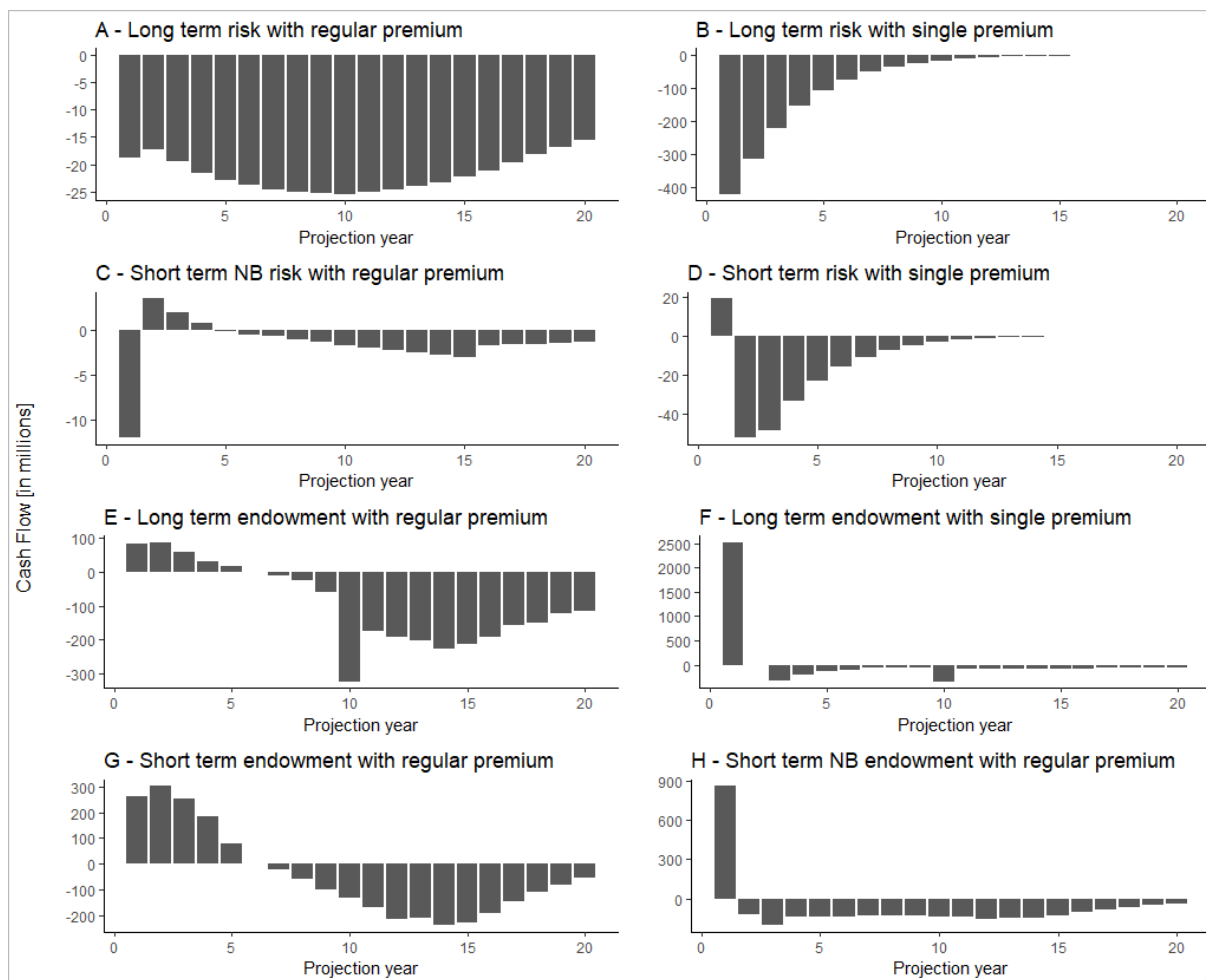 A - Long term risk with regular premium
0
-5
-10
-15
-20
-25
0 5 10 15 20
Projection year
B - Long term risk with single premium
0
-100
-200
-300
-400
0 5 10 15 20
Projection year
C - Short term NB risk with regular premium
0
-5
-10
0 5 10 15 20
Projection year
D - Short term risk with single premium
20
0
-20
-40
0 5 10 15 20
Projection year
Cash Flow [in millions]
E - Long term endowment with regular premium
100
0
-100
-200
-300
0 5 10 15 20
Projection year
F - Long term endowment with single premium
2500
2000
1500
1000
500
0
0 5 10 15 20
Projection year
G - Short term endowment with regular premium
300
200
100
0
-100
-200
0 5 10 15 20
Projection year
H - Short term NB endowment with regular premium
900
600
300
0
0 5 10 15 20
Projection year